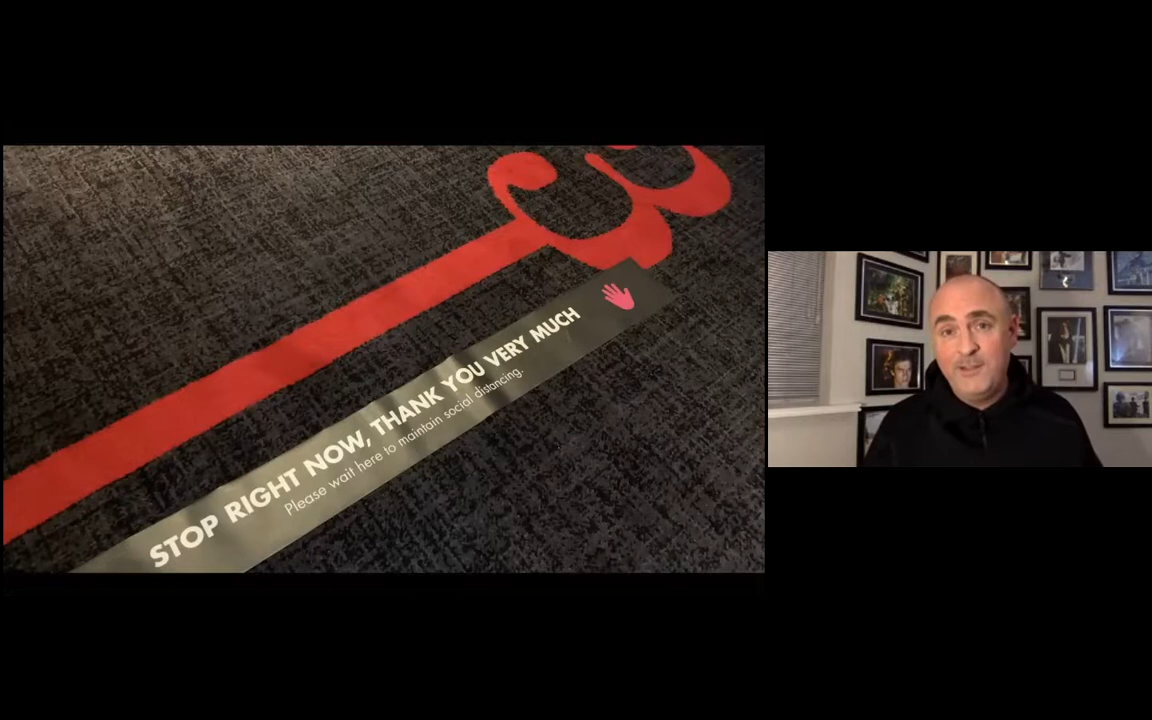 STOP RIGHT NOW, THANK YOU VERY MUCH
Please wait here to maintain social distancing.